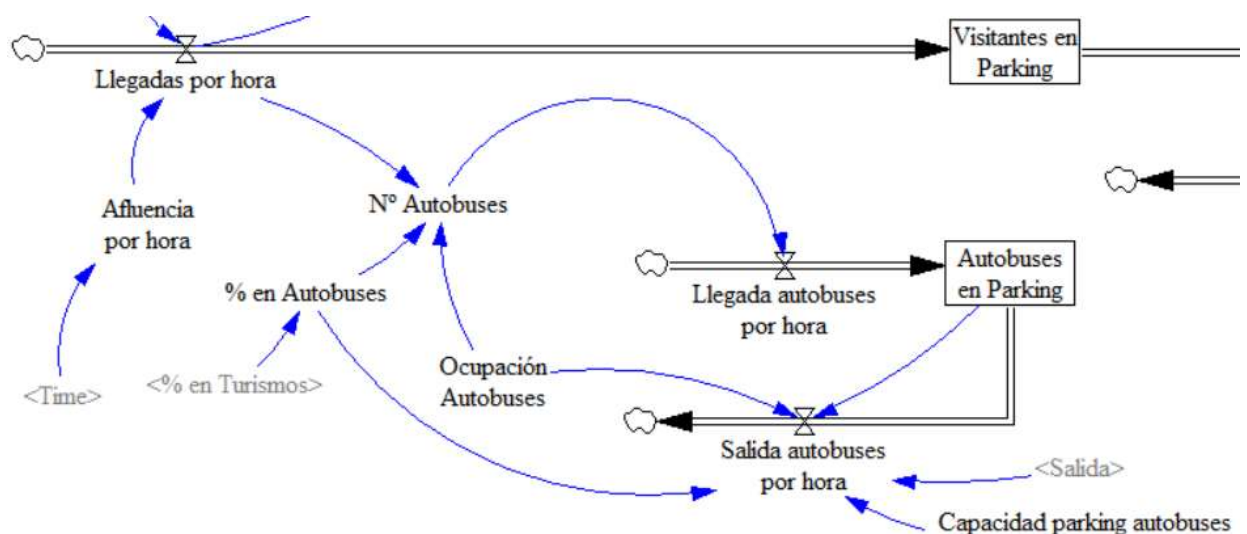 Visitantes en
Parking
Llegadas por hora
Afluencia
por hora
Nº Autobuses
Autobuses
en Parking
% en Autobuses
Llegada autobuses
por hora
<Time>
<% en Turismos>
Ocupación
Autobuses
Salida autobuses
por hora
<Salida>
Capacidad parking autobuses